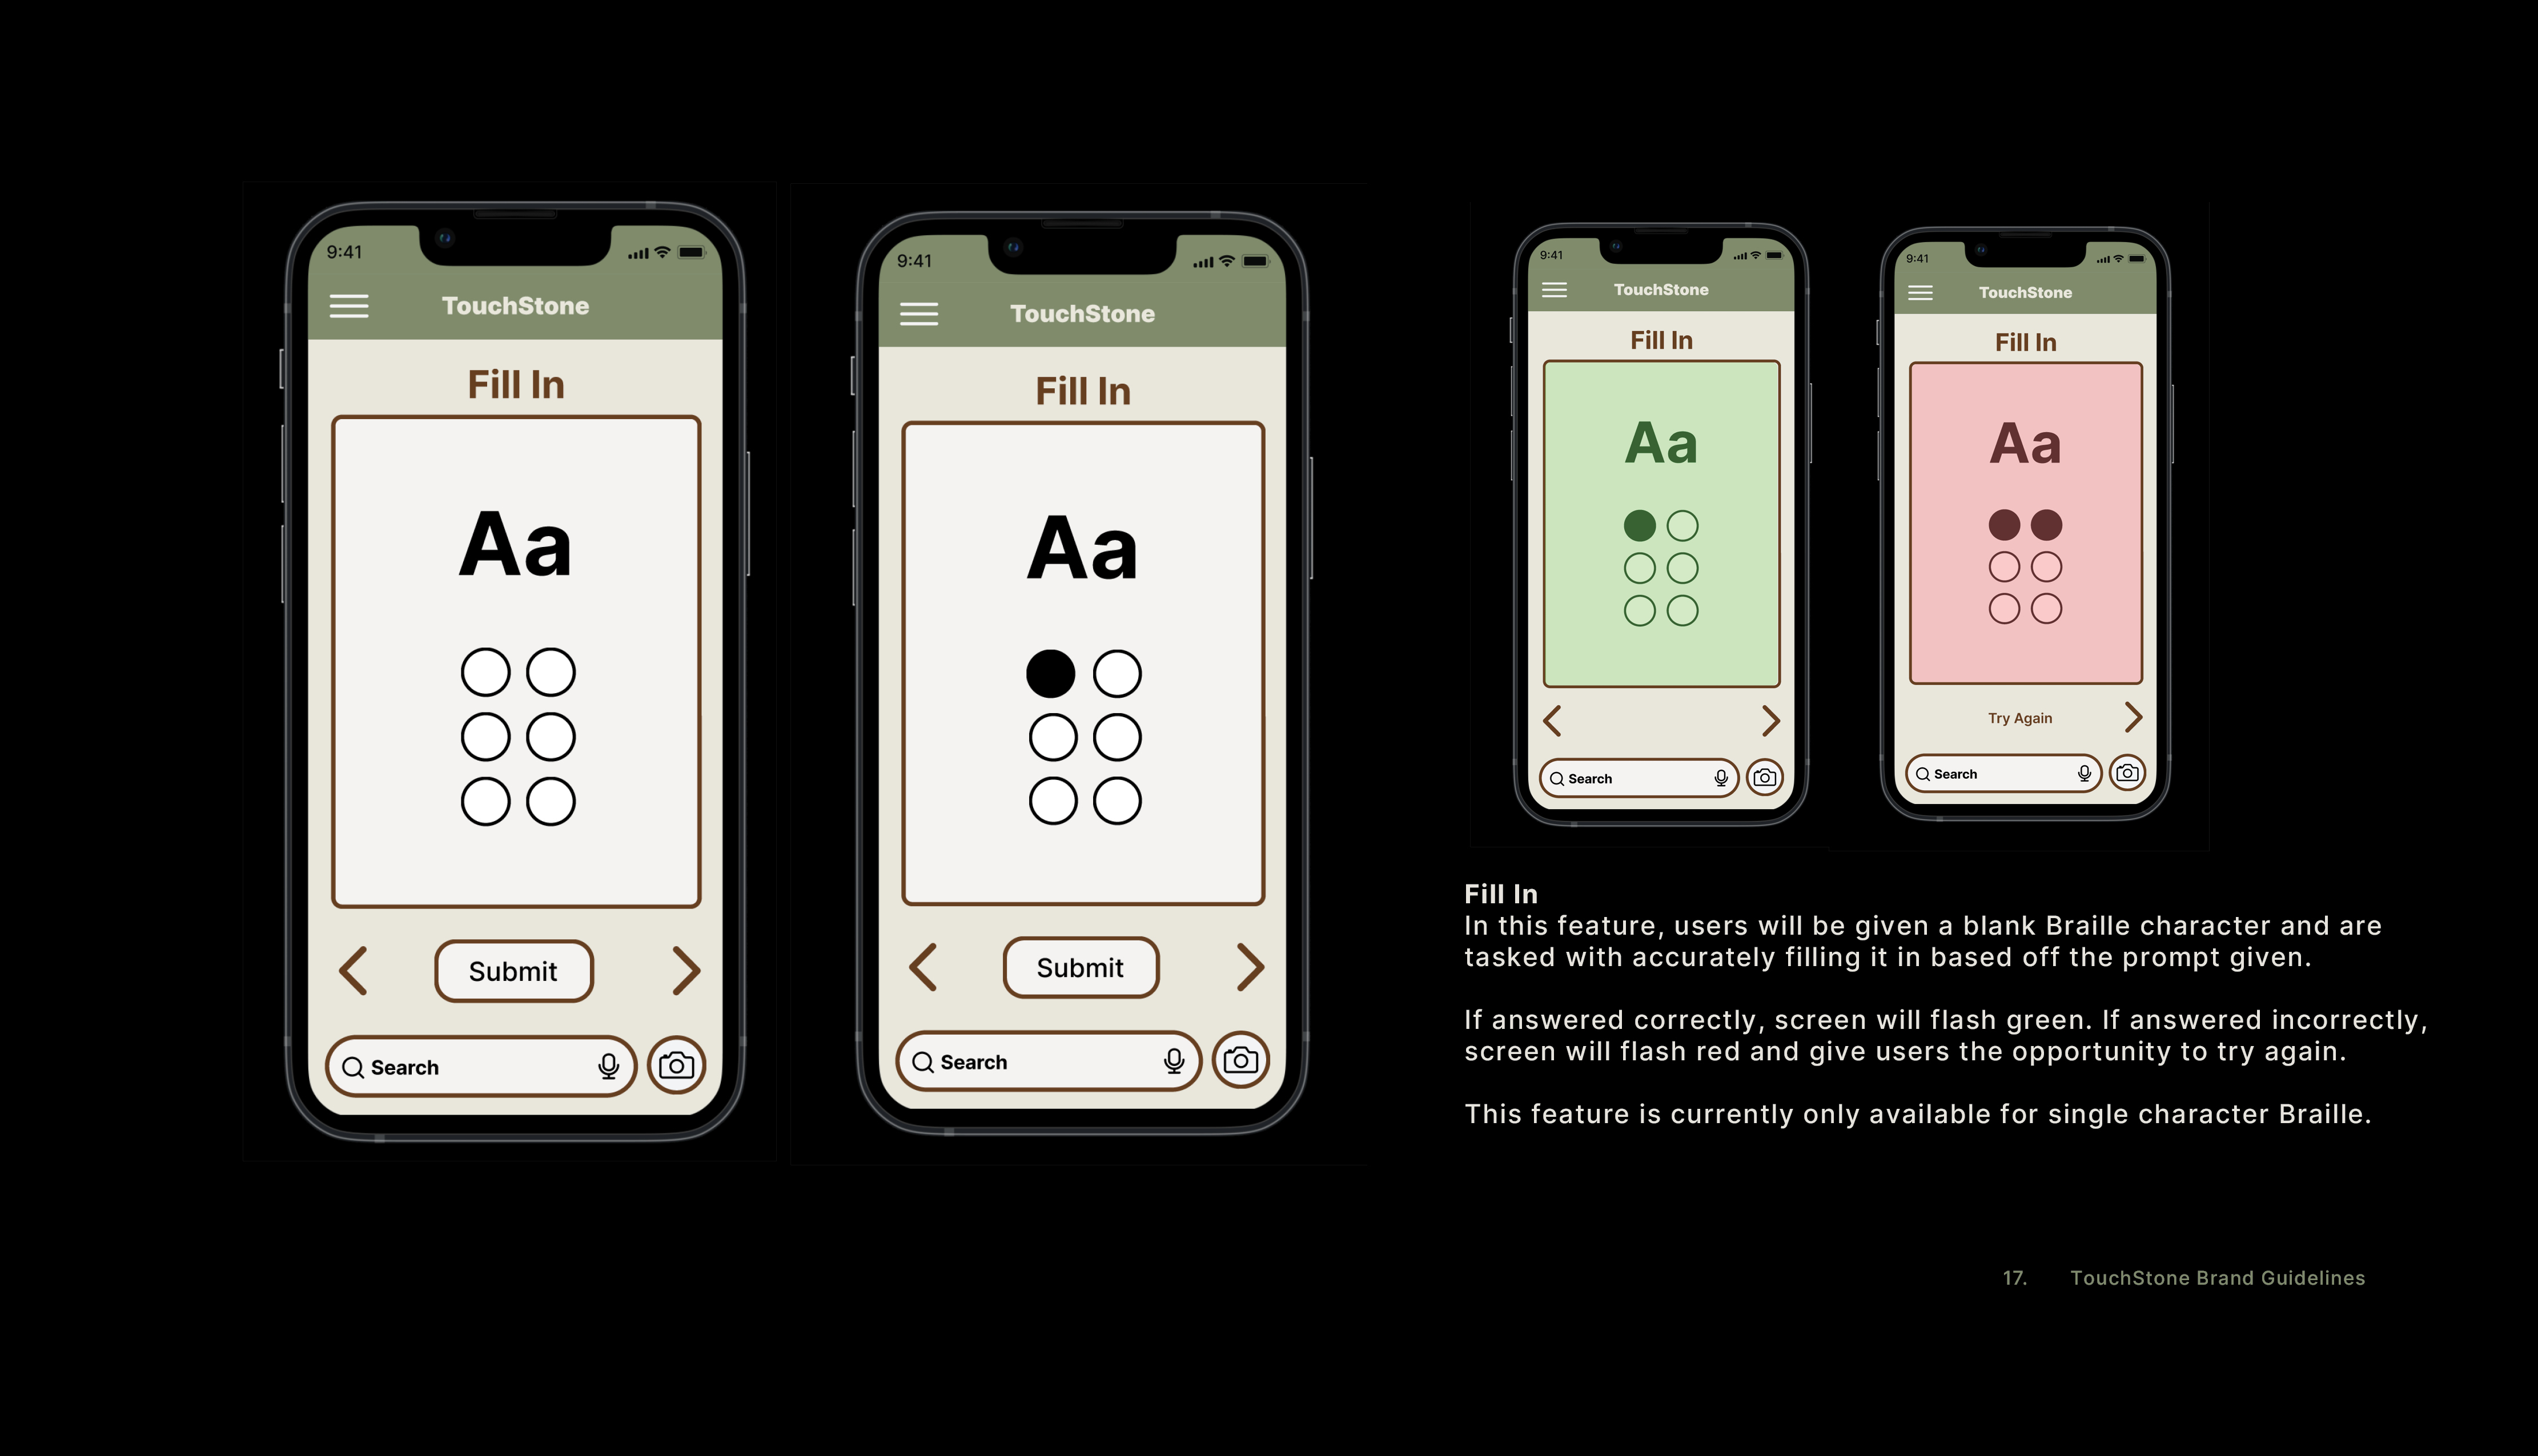 9:41
TouchStone
Fill In
Aa
Submit
Search
9:41
TouchStone
Fill In
Aa
Submit
Search
9:41
TouchStone
Fill In
Aa
Search
9:41
TouchStone
Fill In
Aa
Try Again
Search
Fill In
In this feature, users will be given a blank Braille character and are
tasked with accurately filling it in based off the prompt given.
If answered correctly, screen will flash green. If answered incorrectly,
screen will flash red and give users the opportunity to try again.
This feature is currently only available for single character Braille.
17. TouchStone Brand Guidelines